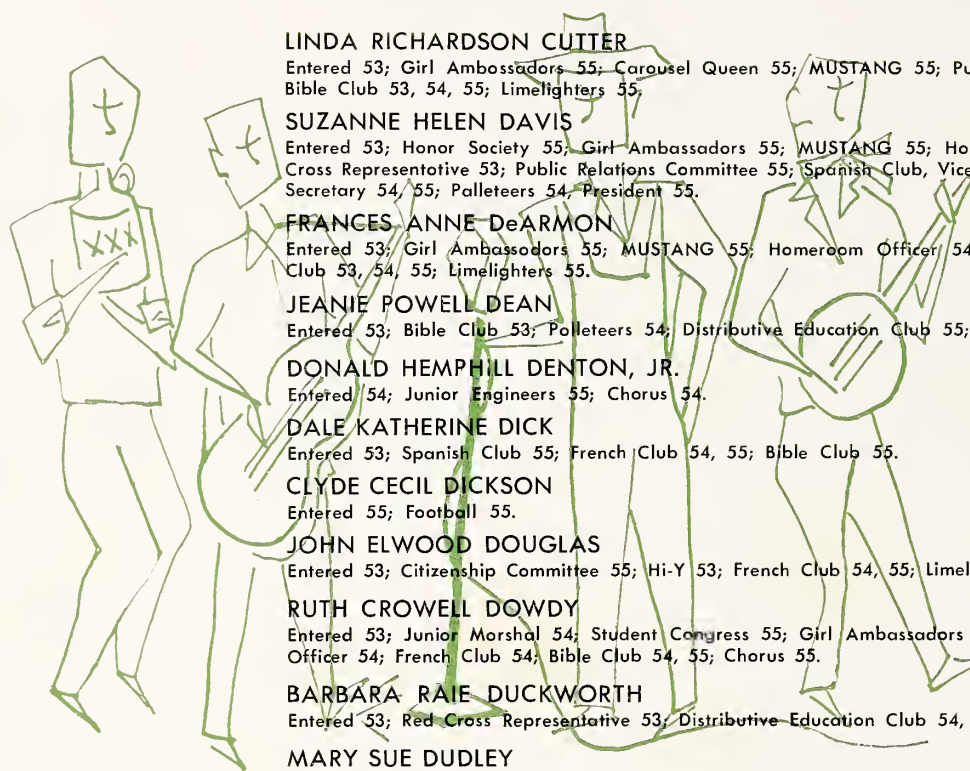 LINDA RICHARDSON CUTTER
Entered 53; Girl Ambossadors 55; Carousel Queen 55; MUSTANG 55; Pu
Bible Club 53, 54, 55; Limelighters 55.
SUZANNE HELEN DAVIS
Entered 53; Honor Society 55; Girl Ambassadors 55; MUSTANG 55; Ho
Cross Representotive 53; Public Relations Committee 55; Spanish Club, Vice
Secretary 54, 55; Palleteers 54, President 55.
FRANCES ANNE DeARMON
Entered 53; Girl Ambassodors 55; MUSTANG 55; Homeroom Officer 54
Club 53, 54, 55; Limelighters 55.
JEANIE POWELL DEAN
Entered 53; Bible Club 53; Polleteers 54; Distributive Education Club 55;
DONALD HEMPHILL DENTON, JR.
Entered 54; Junior Engineers 55; Chorus 54.
DALE KATHERINE DICK
Entered 53; Spanish Club 55; French Club 54, 55; Bible Club 55.
CLYDE CECIL DICKSON
Entered 55; Football 55.
JOHN ELWOOD DOUGLAS
Entered 53; Citizenship Committee 55; Hi-Y 53; French Club 54, 55; Limel
RUTH CROWELL DOWDY
Entered 53; Junior Morshal 54; Student Congress 55; Girl Ambassadors
Officer 54; French Club 54; Bible Club 54, 55; Chorus 55.
BARBARA RAIE DUCKWORTH
Entered 53; Red Cross Representative 53; Distributive Education Club 54,
MARY SUE DUDLEY
XXX